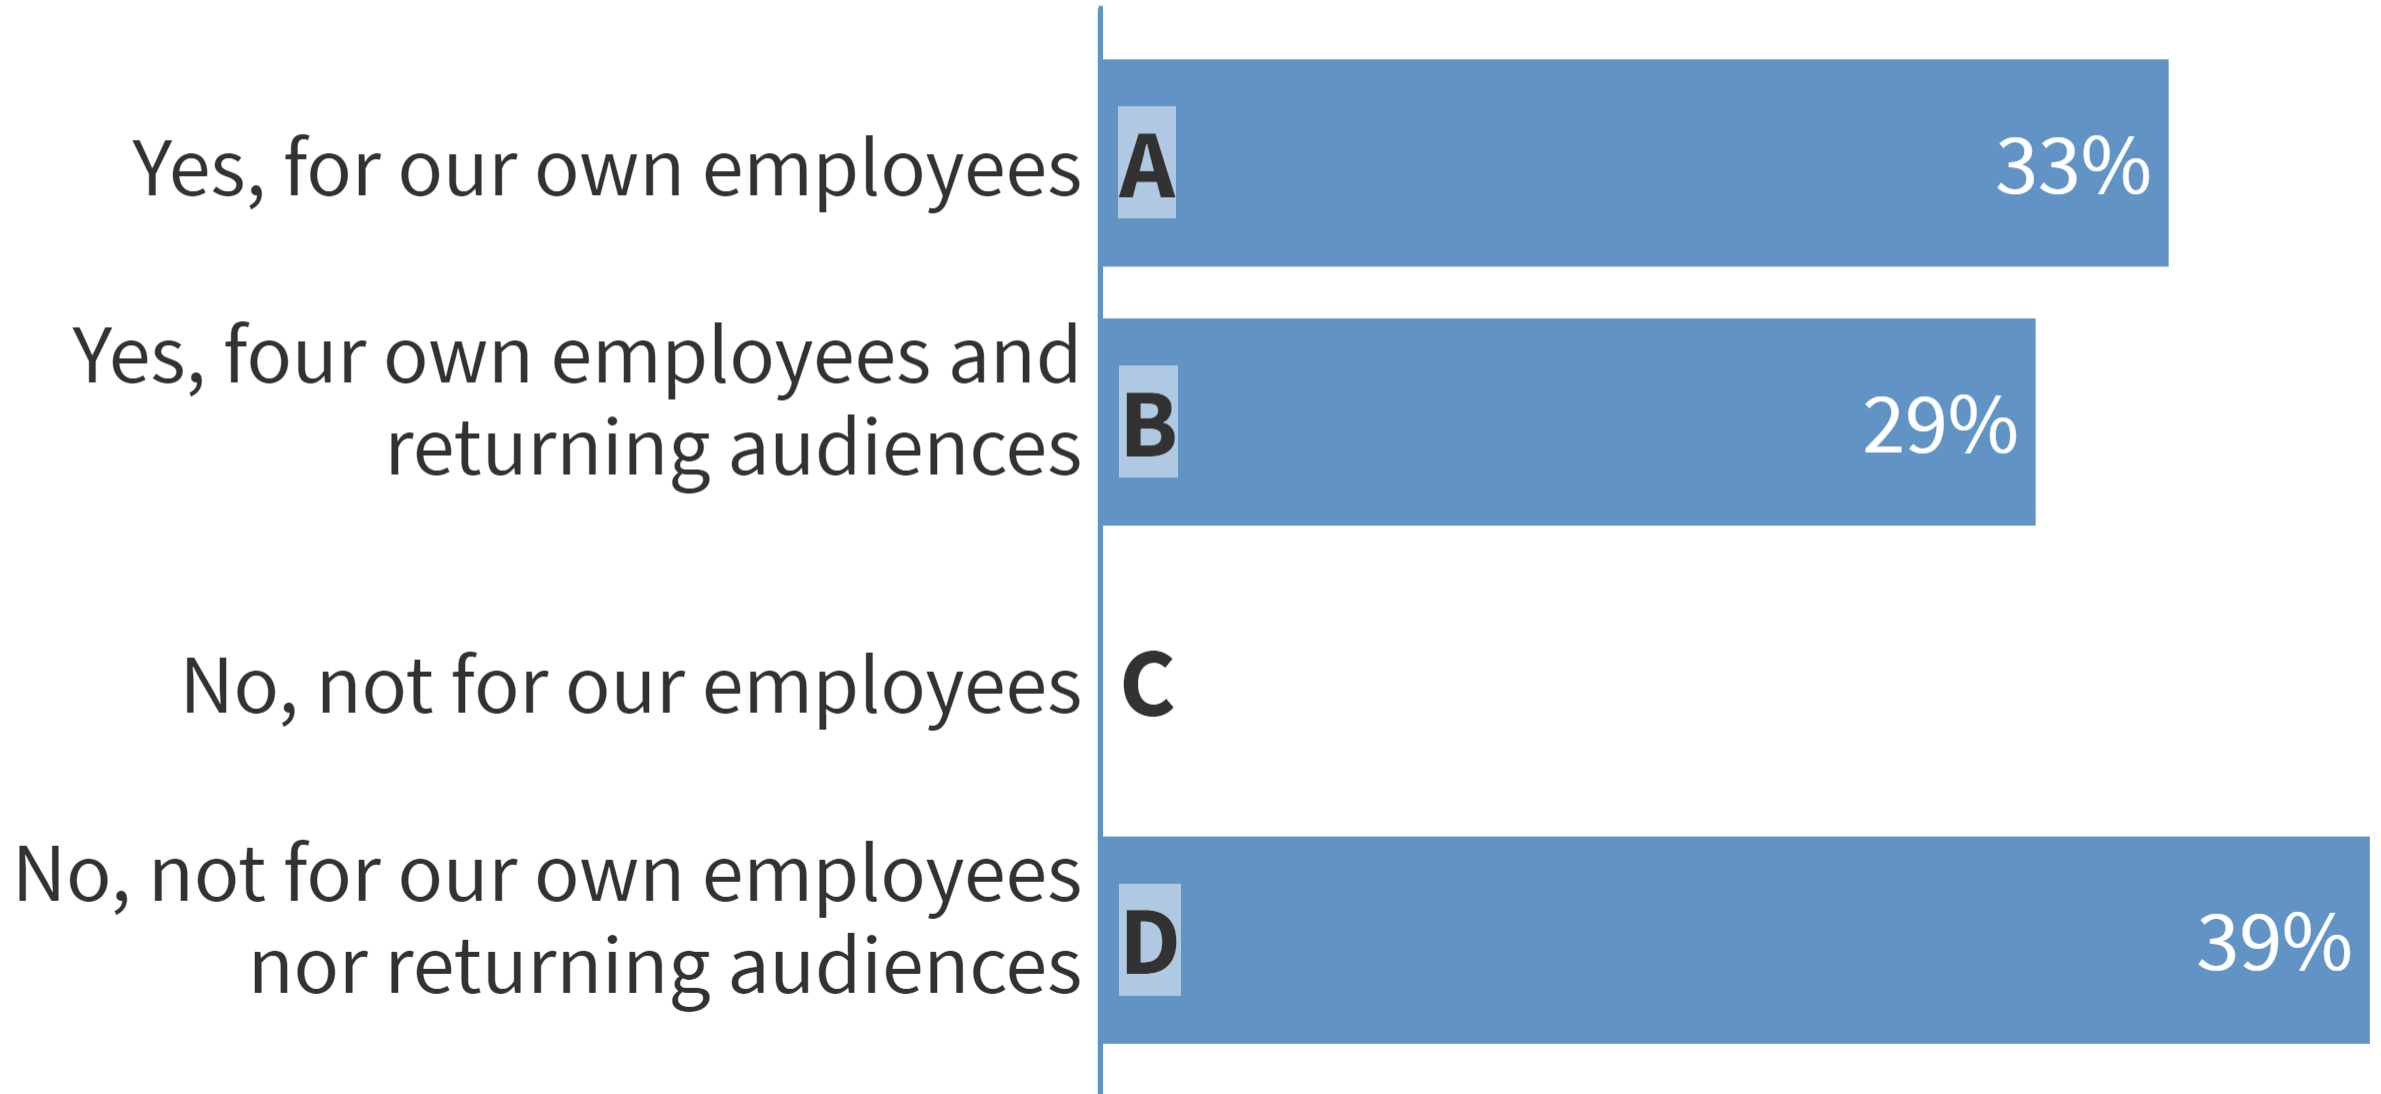 Yes, for our own employees A 33%
Yes, four own employees and
returning audiences B 29%
No, not for our employees C
No, not for our own employees
nor returning audiences D 39%